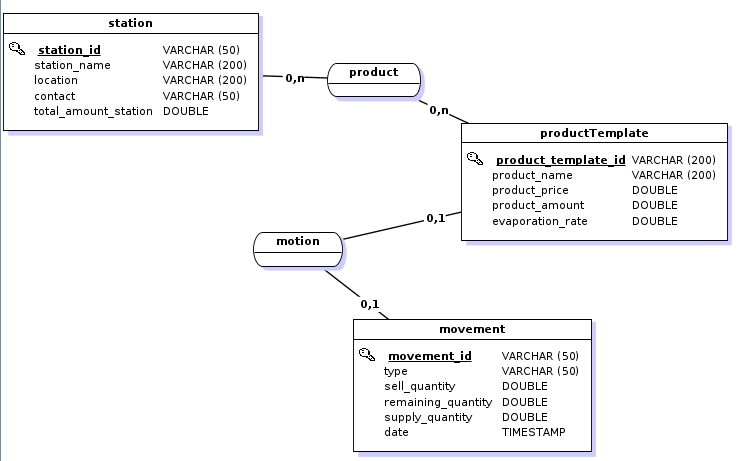 station
station_id VARCHAR (50)
station_name VARCHAR (200)
location VARCHAR (200)
contact VARCHAR (50)
total_amount_station DOUBLE
0,n
product
0,n
productTemplate
product_template_id VARCHAR (200)
product_name VARCHAR (200)
product_price DOUBLE
product_amount DOUBLE
evaporation_rate DOUBLE
0,1
motion
0,1
movement
movement_id VARCHAR (50)
type VARCHAR (50)
sell_quantity DOUBLE
remaining_quantity DOUBLE
supply_quantity DOUBLE
date TIMESTAMP